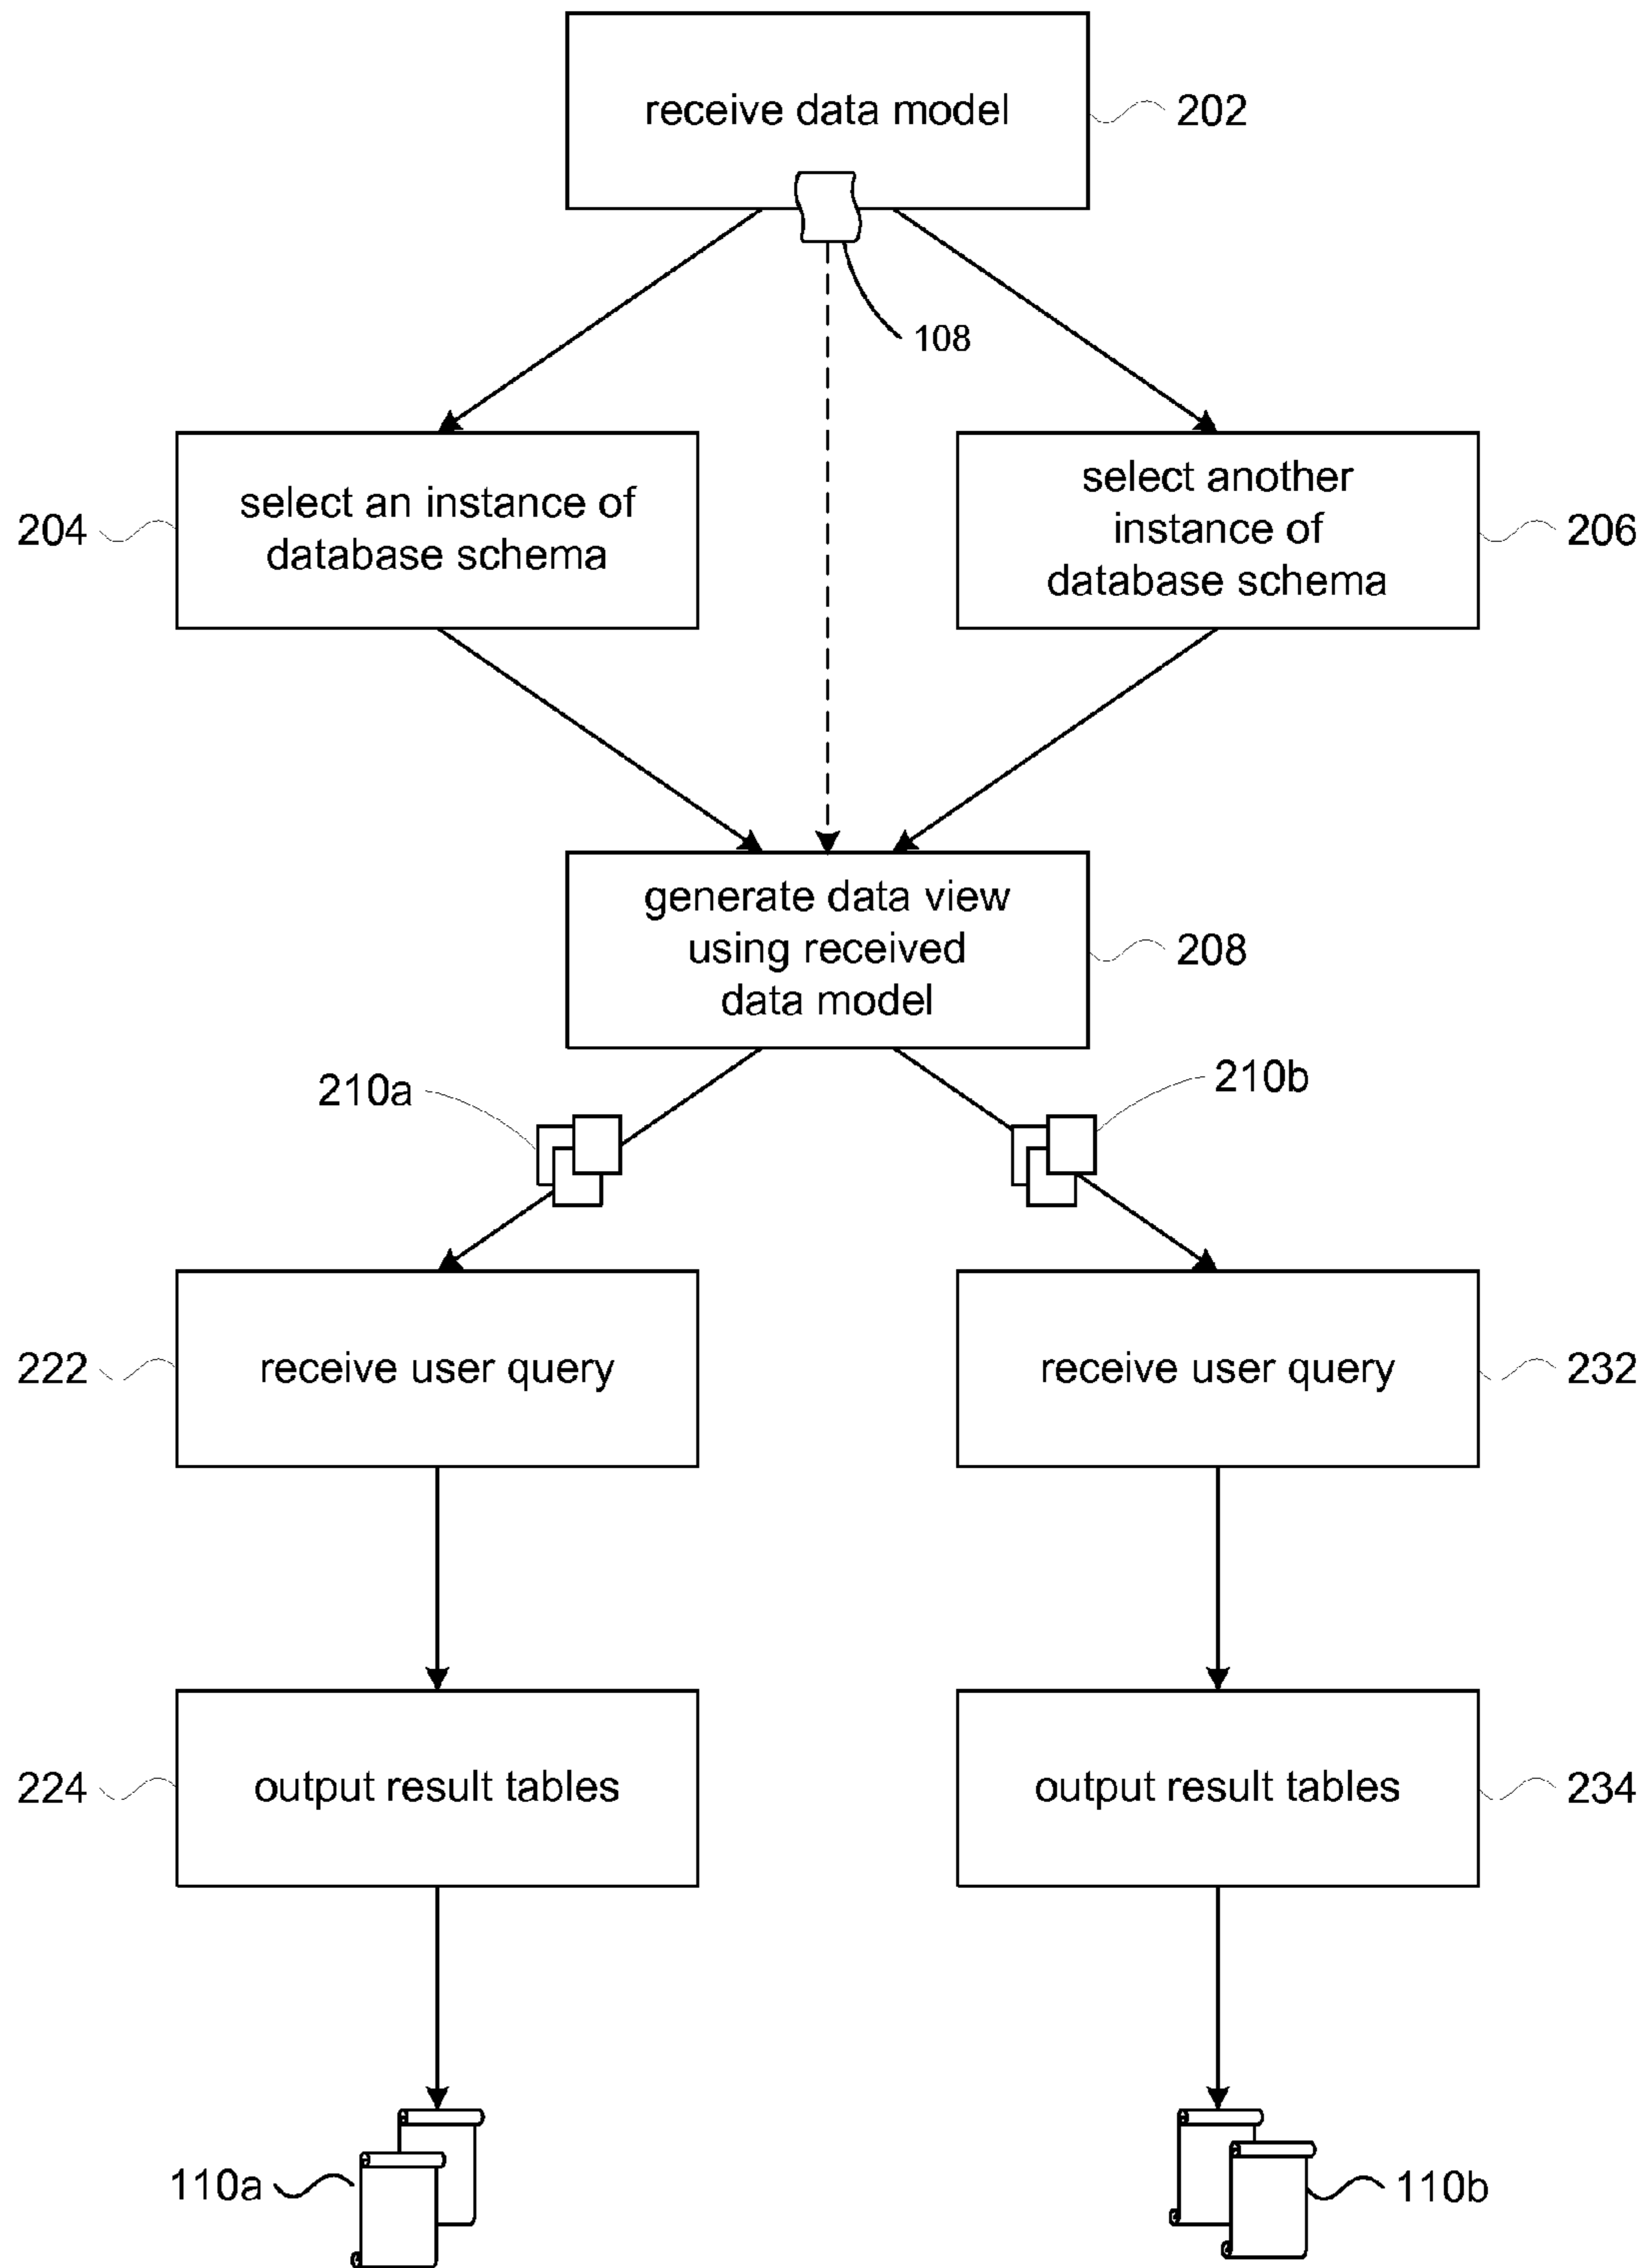 receive data model
202
108
204
select an instance of
database schema
select another
instance of
database schema
206
generate data view
using received
data model
208
210a
210b
222
receive user query
receive user query
232
224
output result tables
output result tables
234
110a
110b